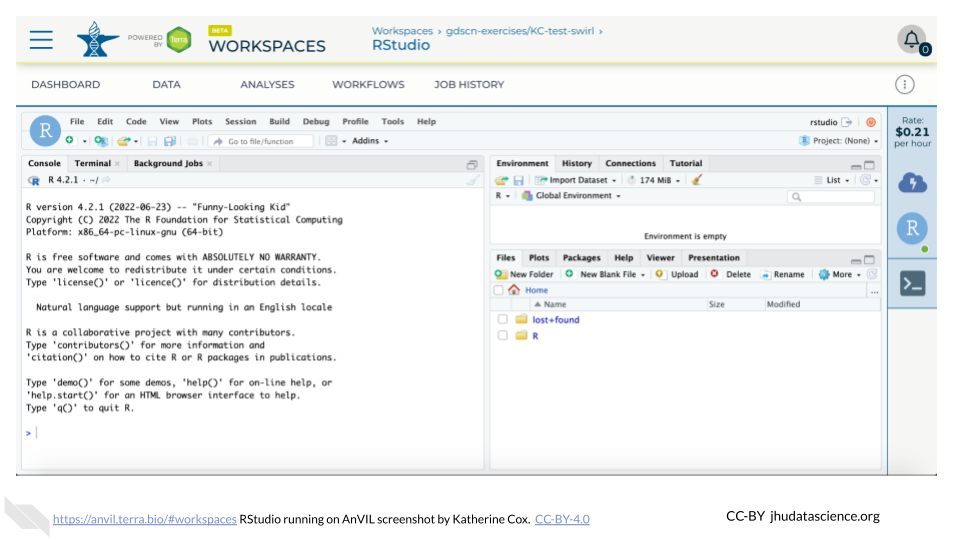 POWERED BY Terra
BETA
WORKSPACES
Workspaces › gdscn-exercises/KC-test-swirl ›
RStudio
0
DASHBOARD DATA ANALYSES WORKFLOWS JOB HISTORY
R File Edit Code View Plots Session Build Debug Profile Tools Help rstudio
Go to file/function Addins Project: (None)
Rate:
$0.21
per hour
Console Terminal × Background Jobs ×
R 4.2.1 · ~/
R version 4.2.1 (2022-06-23) -- "Funny-Looking Kid"
Copyright (C) 2022 The R Foundation for Statistical Computing
Platform: x86_64-pc-linux-gnu (64-bit)
R is free software and comes with ABSOLUTELY NO WARRANTY.
You are welcome to redistribute it under certain conditions.
Type 'license()' or 'licence()' for distribution details.
Natural language support but running in an English locale
R is a collaborative project with many contributors.
Type 'contributors()' for more information and
'citation()' on how to cite R or R packages in publications.
Type 'demo()' for some demos, 'help()' for on-line help, or
'help.start()' for an HTML browser interface to help.
Type 'q()' to quit R.
>
Environment History Connections Tutorial
Import Dataset 174 MiB List
R Global Environment
Environment is empty
Files Plots Packages Help Viewer Presentation
New Folder New Blank File Upload Delete Rename More
Home ...
Name Size Modified
lost+found
R
R
>_
https://anvil.terra.bio/#workspaces RStudio running on AnVIL screenshot by Katherine Cox. CC-BY-4.0
CC-BY jhudatascience.org